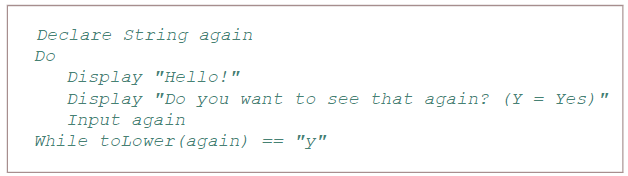 Declare String again
Do
Display "Hello!"
Display "Do you want to see that again? (Y = Yes)"
Input again
While toLower(again) == "y"